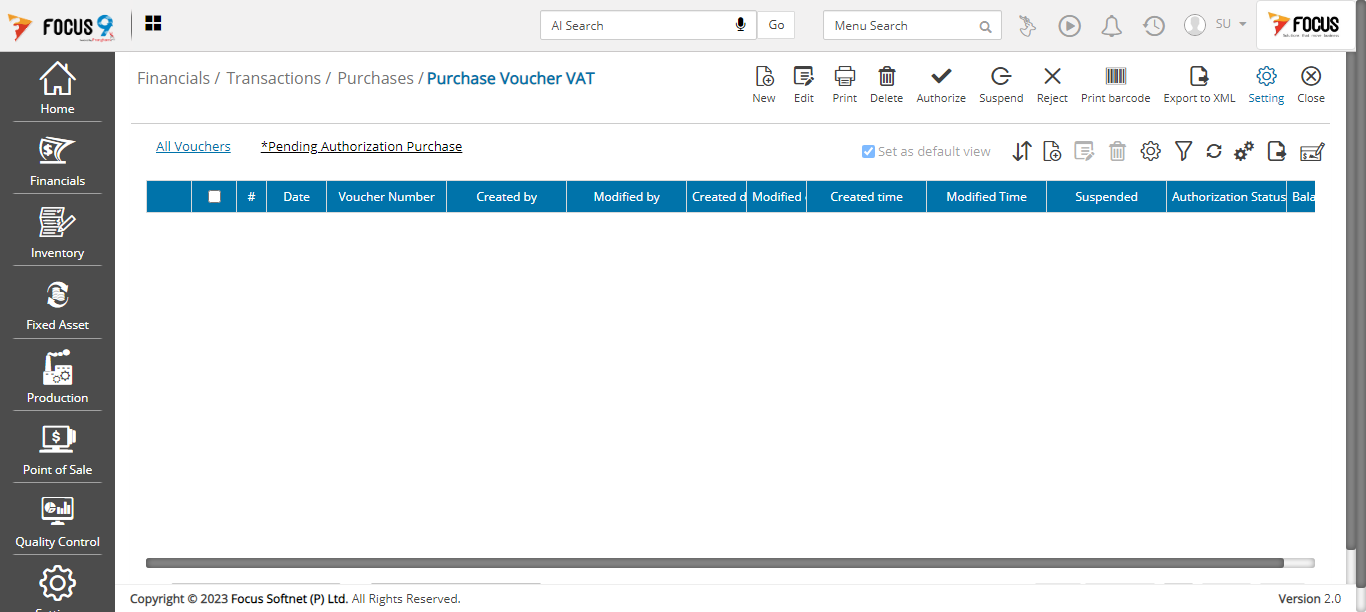 FOCUS 9
AI Search
Go
Menu Search
SU
FOCUS
Home
Financials
Inventory
Fixed Asset
Production
Point of Sale
Quality Control
Financials / Transactions / Purchases / Purchase Voucher VAT
New Edit Print Delete Authorize Suspend Reject Print barcode Export to XML Setting Close
All Vouchers *Pending Authorization Purchase
Set as default view
# Date Voucher Number Created by Modified by Created d Modified Created time Modified Time Suspended Authorization Status Bala
Copyright © 2023 Focus Softnet (P) Ltd. All Rights Reserved.
Version 2.0